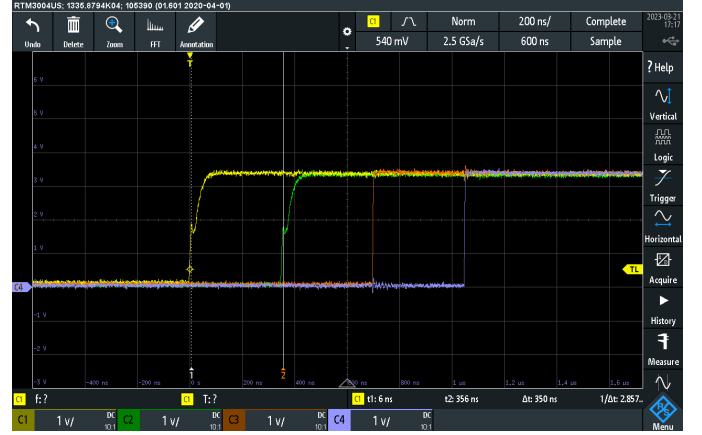 RTM3004US; 1335.8794K04; 105390 (01.601 2020-04-01)
Undo Delete Zoom FFT Annotation
C1 Norm 200 ns/ Complete
540 mV 2.5 GSa/s 600 ns Sample
2023-03-21
17:17
? Help
Vertical
Logic
Trigger
Horizontal
Acquire
History
Measure
Menu
T
6 V
5 V
4 V
3 V
2 V
1 V
C4
-1 V
-2 V
-3 V
TL
-400 ns -200 ns 0 s 200 ns 400 ns 800 ns 1 us 1,2 us 1,4 us 1,6 us
1 2
C1 f: ? C1 T: ? C1 t1: 6 ns t2: 356 ns Δt: 350 ns 1/Δt: 2.857..
C1 1 V/ DC 10:1 C2 1 V/ DC 10:1 C3 1 V/ DC 10:1 C4 1 V/ DC 10:1
R&S